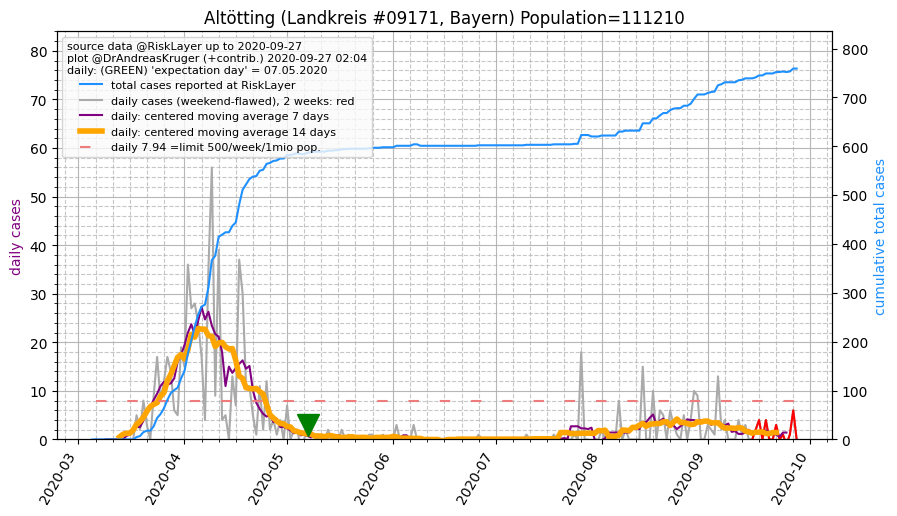 Altötting (Landkreis #09171, Bayern) Population=111210
source data @RiskLayer up to 2020-09-27
plot @DrAndreasKruger (+contrib.) 2020-09-27 02:04
daily: (GREEN) 'expectation day' = 07.05.2020
total cases reported at RiskLayer
daily cases (weekend-flawed), 2 weeks: red
daily: centered moving average 7 days
daily: centered moving average 14 days
daily 7.94 =limit 500/week/1mio pop.
daily cases
80
70
60
50
40
30
20
10
0
cumulative total cases
800
700
600
500
400
300
200
100
0
2020-03
2020-04
2020-05
2020-06
2020-07
2020-08
2020-09
2020-10